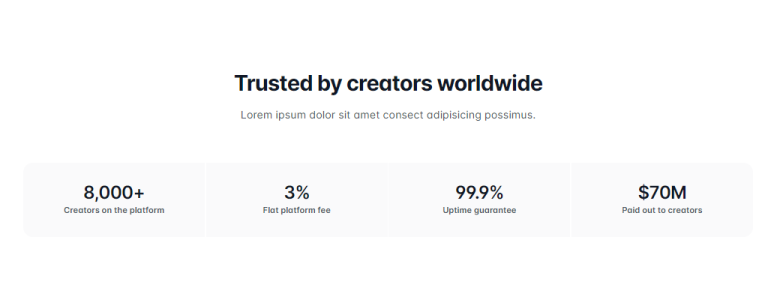 Trusted by creators worldwide
Lorem ipsum dolor sit amet consect adipisicing possimus.
8,000+
Creators on the platform
3%
Flat platform fee
99.9%
Uptime guarantee
$70M
Paid out to creators